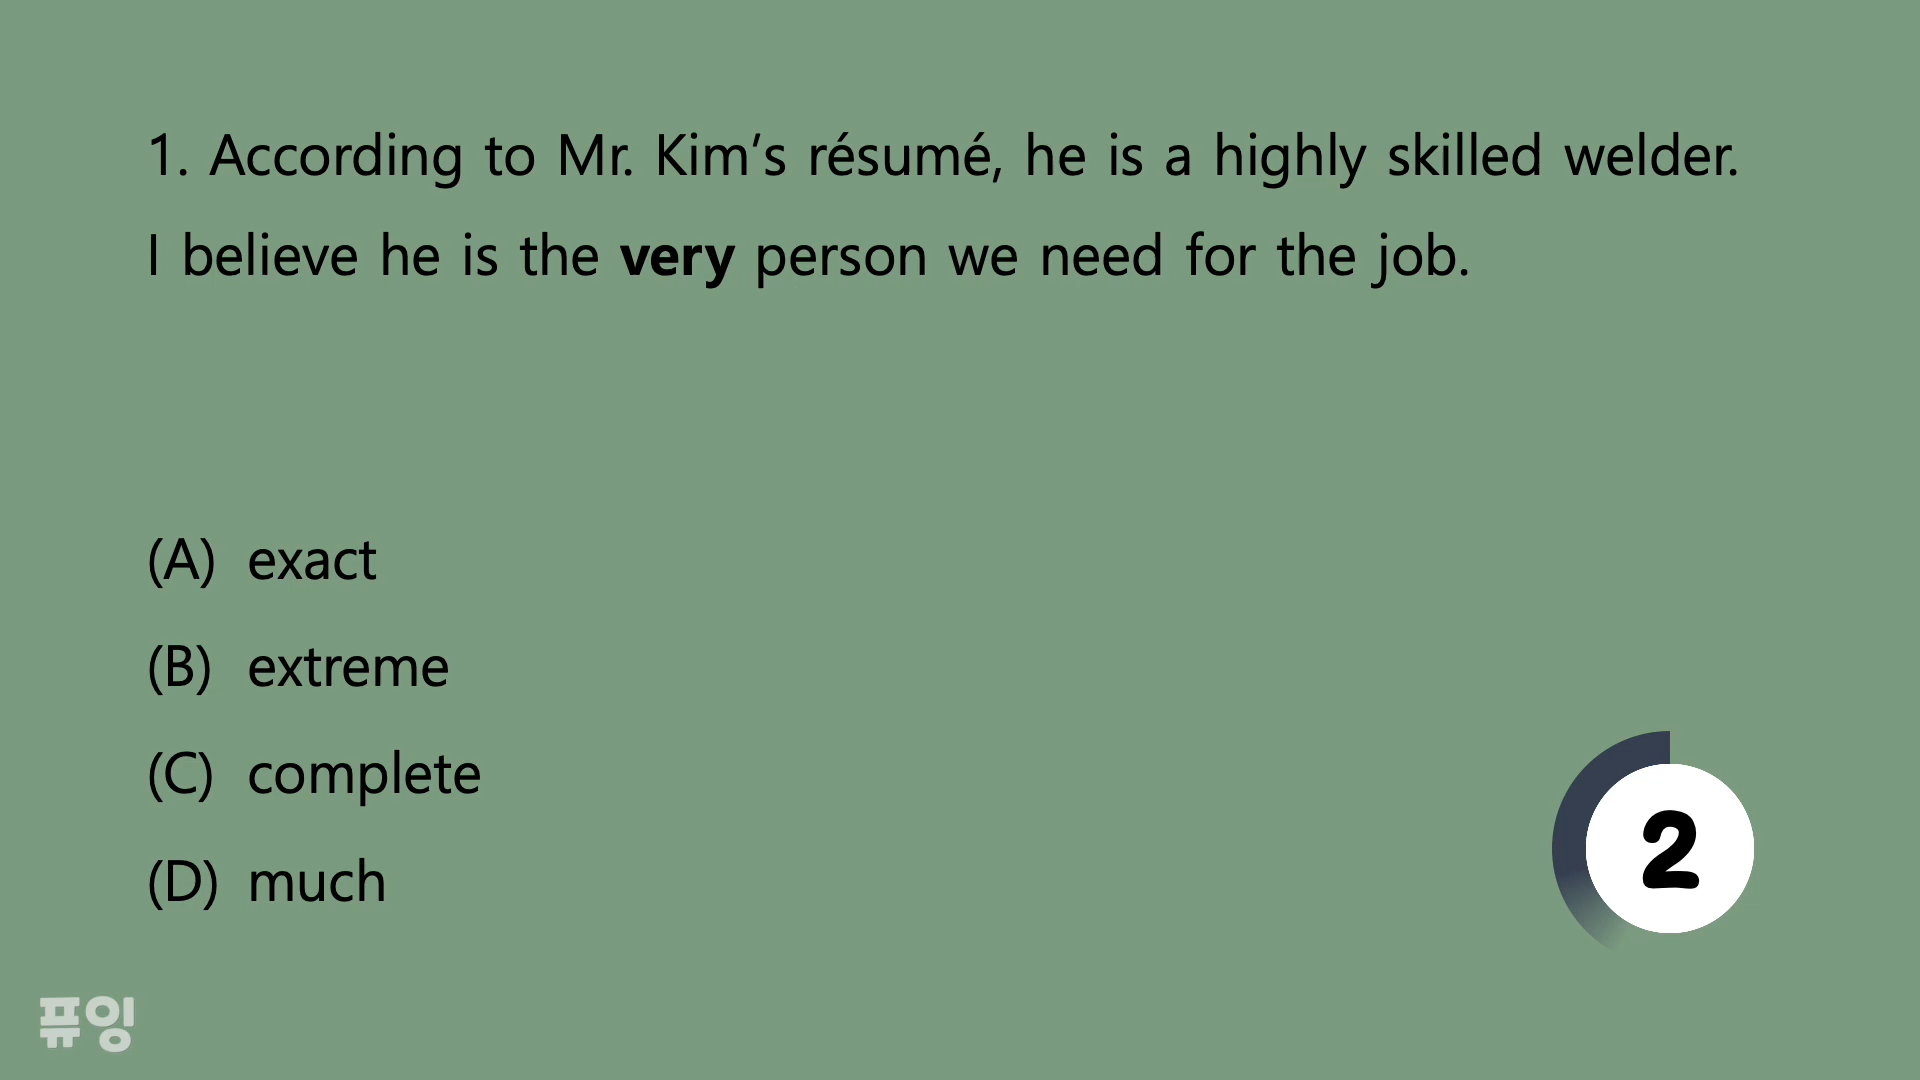 1. According to Mr. Kim’s résumé, he is a highly skilled welder.
I believe he is the very person we need for the job.
(A) exact
(B) extreme
(C) complete
(D) much
2
퓨잉